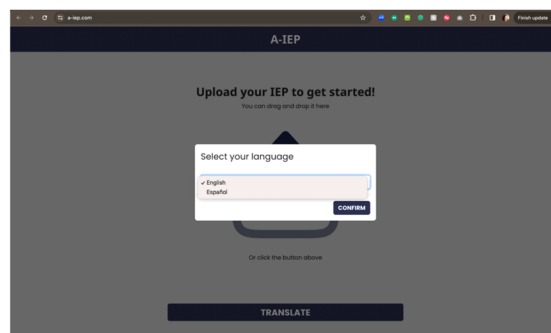 a-iep.com
Finish update
A-IEP
Upload your IEP to get started!
You can drag and drop it here
Select your language
✓ English
Español
CONFIRM
Or click the button above
TRANSLATE